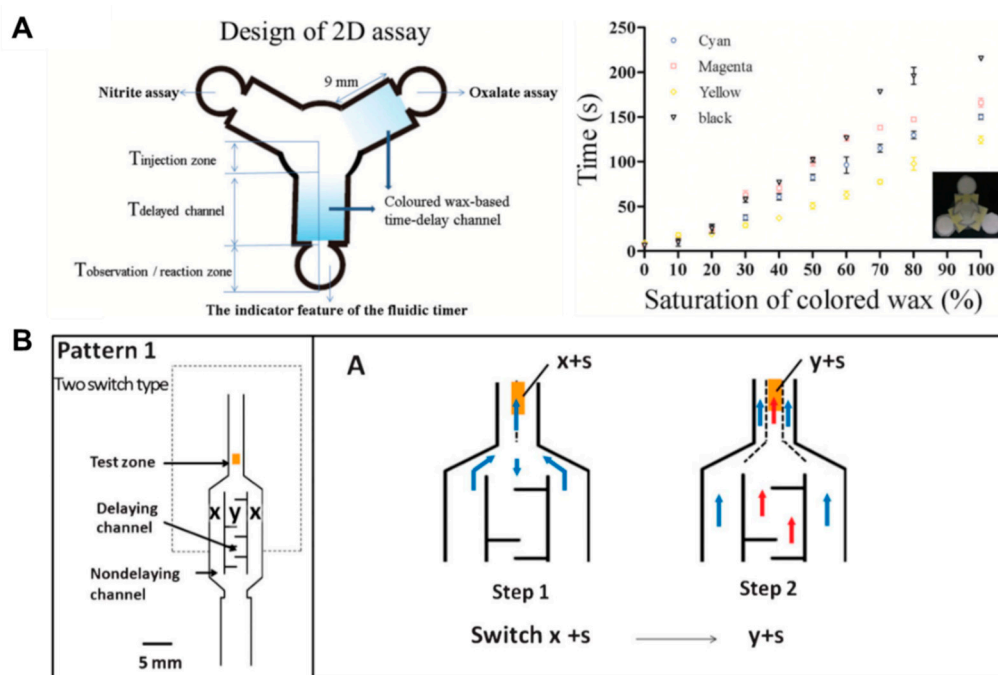 A
Design of 2D assay
9 mm
Nitrite assay
Oxalate assay
Tinjection zone
Tdelayed channel
Coloured wax-based
time-delay channel
Tobservation / reaction zone
The indicator feature of the fluidic timer
Time (s)
250
200
150
100
50
0
Cyan
Magenta
Yellow
black
0 10 20 30 40 50 60 70 80 100
Saturation of colored wax (%)
B
Pattern 1
Two switch type
Test zone
x y x
Delaying
channel
Nondelaying
channel
5 mm
A
x+s
y+s
Step 1
Step 2
Switch x +s
y+s